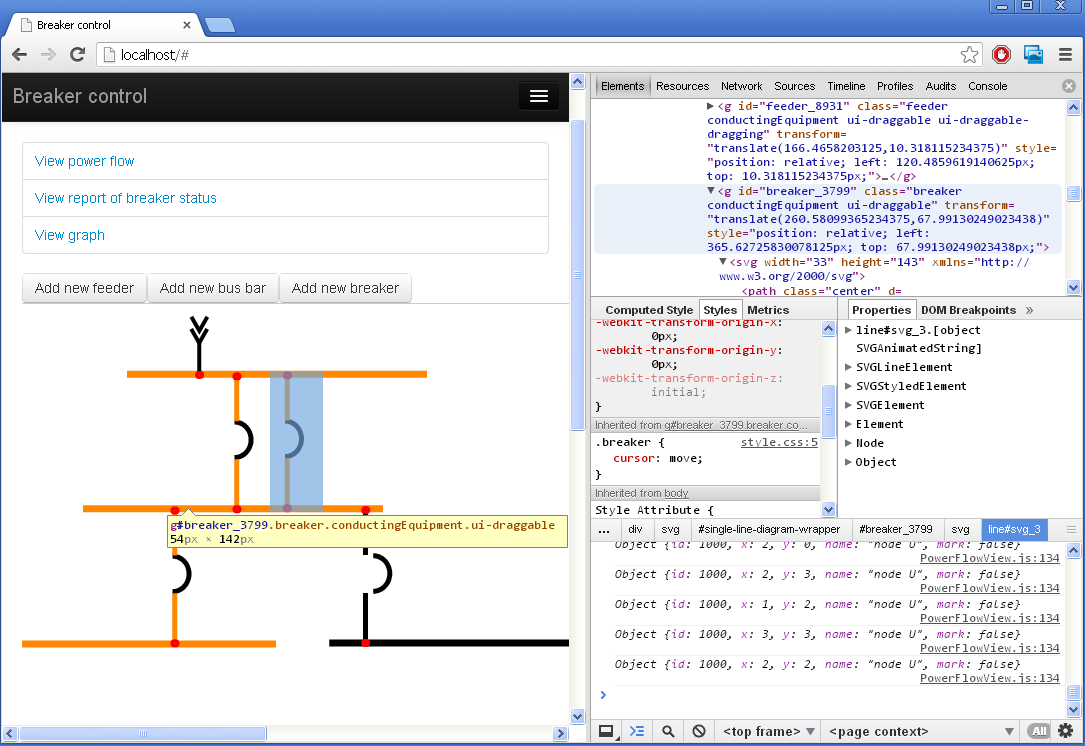 Breaker control
localhost/#
Breaker control
View power flow
View report of breaker status
View graph
Add new feeder
Add new bus bar
Add new breaker
g#breaker_3799.breaker.conductingEquipment.ui-draggable
54px × 142px
Elements Resources Network Sources Timeline Profiles Audits Console
▶<g id="feeder_8931" class="feeder
conductingEquipment ui-draggable ui-draggable-
dragging" transform=
"translate(166.4658203125,10.318115234375)" style=
"position: relative; left: 120.4859619140625px;
top: 10.318115234375px;">…</g>
▼<g id="breaker_3799" class="breaker
conductingEquipment ui-draggable" transform=
"translate(260.58099365234375,67.99130249023438)"
style="position: relative; left:
365.62725830078125px; top: 67.99130249023438px;">
▼<svg width="33" height="143" xmlns="http://
www.w3.org/2000/svg">
<path class="center" d=
Computed Style Styles Metrics
-webkit-transform-origin-x:
0px;
-webkit-transform-origin-y:
0px;
-webkit-transform-origin-z:
initial;
}
Inherited from g#breaker_3799.breaker.co...
.breaker { style.css:5
cursor: move;
}
Inherited from body
Style Attribute {
Properties DOM Breakpoints »
▶ line#svg_3.[object
SVGAnimatedString]
▶ SVGLineElement
▶ SVGStyledElement
▶ SVGElement
▶ Element
▶ Node
▶ Object
... div svg #single-line-diagram-wrapper #breaker_3799 svg line#svg_3
Object {id: 1000, x: 2, y: 0, name: "node U", mark: false}
PowerFlowView.js:134
Object {id: 1000, x: 2, y: 3, name: "node U", mark: false}
PowerFlowView.js:134
Object {id: 1000, x: 1, y: 2, name: "node U", mark: false}
PowerFlowView.js:134
Object {id: 1000, x: 3, y: 3, name: "node U", mark: false}
PowerFlowView.js:134
Object {id: 1000, x: 2, y: 2, name: "node U", mark: false}
PowerFlowView.js:134
>
<top frame> ▼ <page context> ▼ All